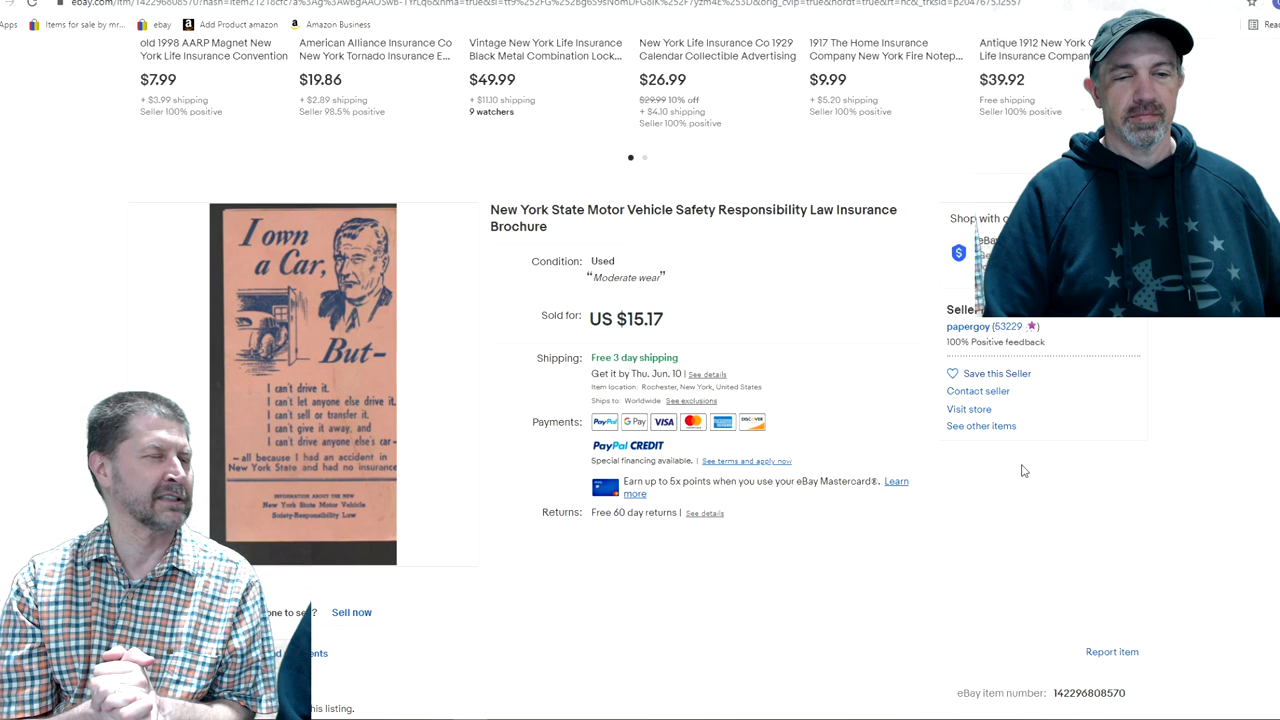 Apps
Items for sale by mr...
ebay
Add Product amazon
Amazon Business
old 1998 AARP Magnet New
York Life Insurance Convention
$7.99
+ $3.99 shipping
Seller 100% positive
American Alliance Insurance Co
New York Tornado Insurance E...
$19.86
+ $2.89 shipping
Seller 98.5% positive
Vintage New York Life Insurance
Black Metal Combination Lock...
$49.99
+ $11.10 shipping
9 watchers
New York Life Insurance Co 1929
Calendar Collectible Advertising
$26.99
$29.99 10% off
+ $4.10 shipping
Seller 100% positive
1917 The Home Insurance
Company New York Fire Notep...
$9.99
+ $5.20 shipping
Seller 100% positive
Antique 1912 New York
Life Insurance Company
$39.92
Free shipping
Seller 100% positive
I own
a Car,
But-
I can't drive it.
I can't let anyone else drive it.
I can't sell or transfer it.
I can't give it away, and
I can't drive anyone else's car-
- all because I had an accident in
New York State and had no insurance
INFORMATION ABOUT THE NEW
New York State Motor Vehicle
Safety-Responsibility Law
New York State Motor Vehicle Safety Responsibility Law Insurance
Brochure
Condition: Used
“Moderate wear”
Sold for: US $15.17
Shipping: Free 3 day shipping
Get it by Thu. Jun. 10 | See details
Item location: Rochester, New York, United States
Ships to: Worldwide See exclusions
Payments: PayPal G Pay VISA MasterCard DISCOVER
PayPal CREDIT
Special financing available. | See terms and apply now
Earn up to 5x points when you use your eBay Mastercard®. Learn
more
Returns: Free 60 day returns | See details
Shop with
Seller
papergoy (53229)
100% Positive feedback
Save this Seller
Contact seller
Visit store
See other items
one to sell? Sell now
Report item
eBay item number: 142296808570
this listing.